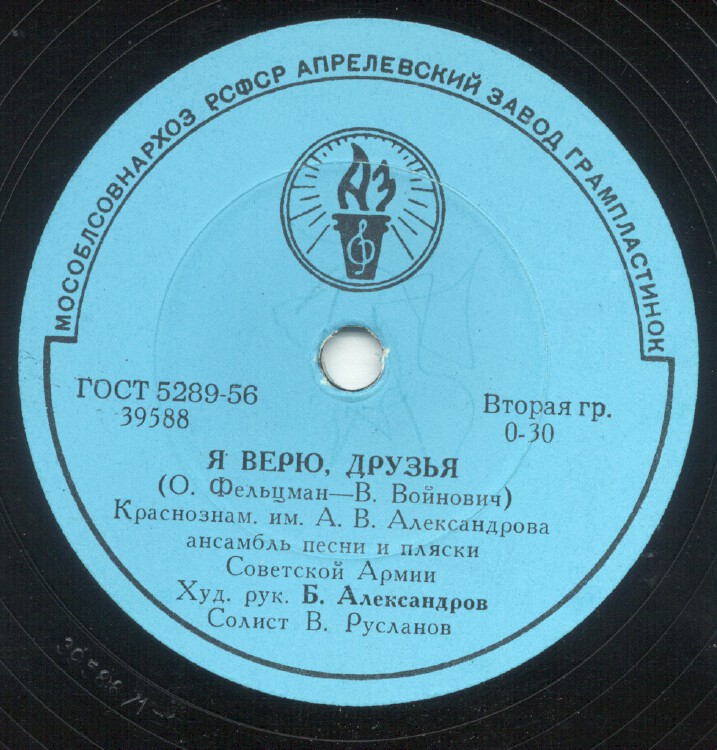 МОСОБЛСОВНАРХОЗ РСФСР АПРЕЛЕВСКИЙ ЗАВОД ГРАМПЛАСТИНОК
АЗ
ГОСТ 5289-56
39588
Вторая гр.
0-30
Я ВЕРЮ, ДРУЗЬЯ
(О. Фельцман—В. Войнович)
Краснознам. им. А. В. Александрова
ансамбль песни и пляски
Советской Армии
Худ. рук. Б. Александров
Солист В. Русланов